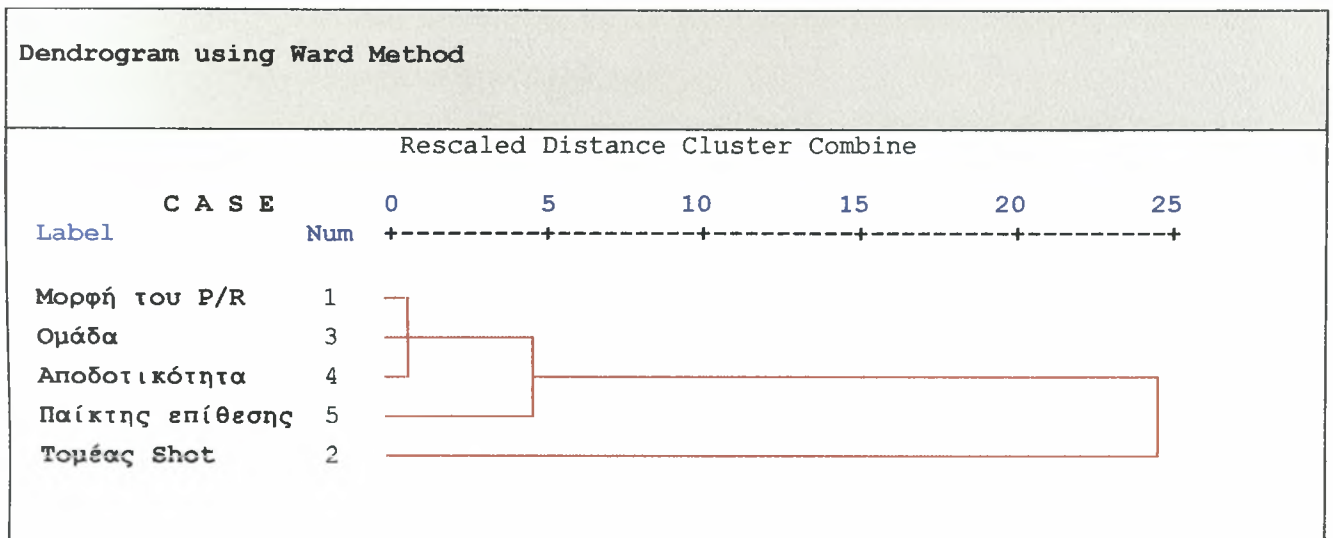 Dendrogram using Ward Method
Rescaled Distance Cluster Combine
C A S E 0 5 10 15 20 25
Label Num +---------+---------+---------+---------+---------+
Μορφή του P/R 1
Ομάδα 3
Αποδοτικότητα 4
Παίκτης επίθεσης 5
Τομέας Shot 2